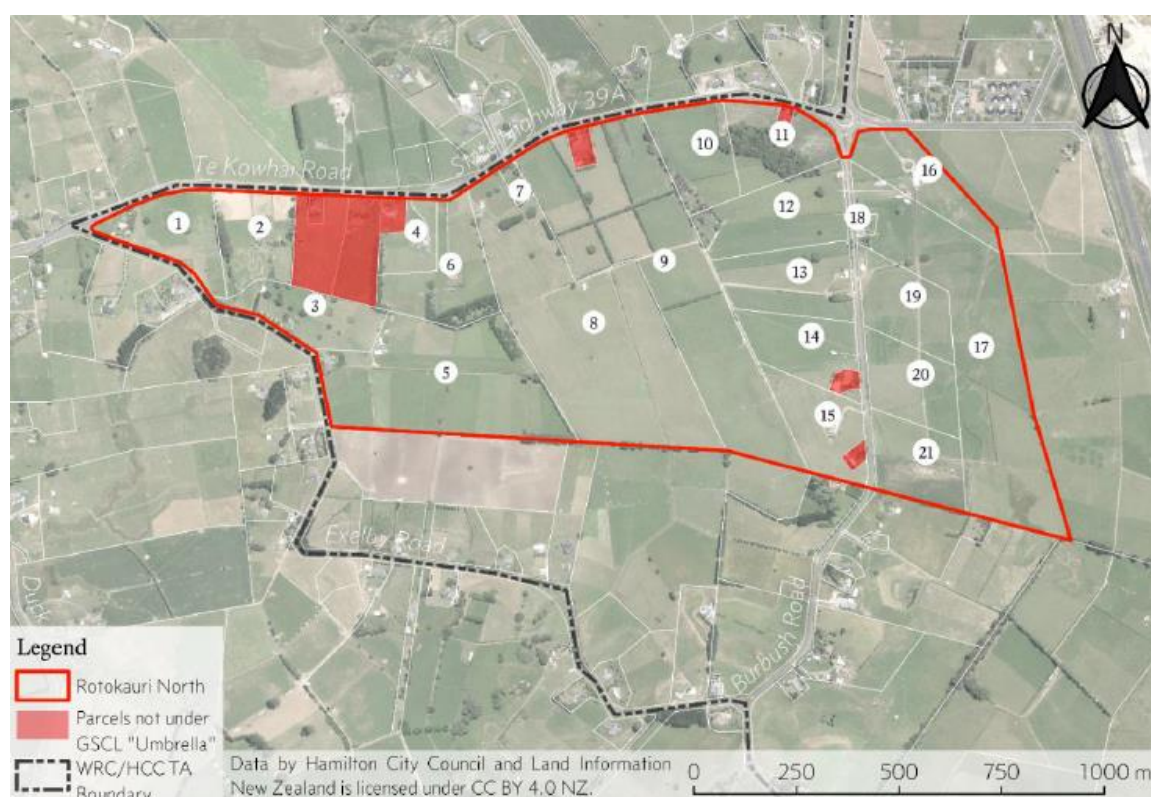 N
State Highway 39A
Te Kowhai Road
1
2
3
4
5
6
7
8
9
10
11
12
13
14
15
16
17
18
19
20
21
Exelby Road
Burbush Road
Duck
Legend
Rotokauri North
Parcels not under
GSCL "Umbrella"
WRC/HCC TA
Boundary
Data by Hamilton City Council and Land Information
New Zealand is licensed under CC BY 4.0 NZ.
0 250 500 750 1000 m